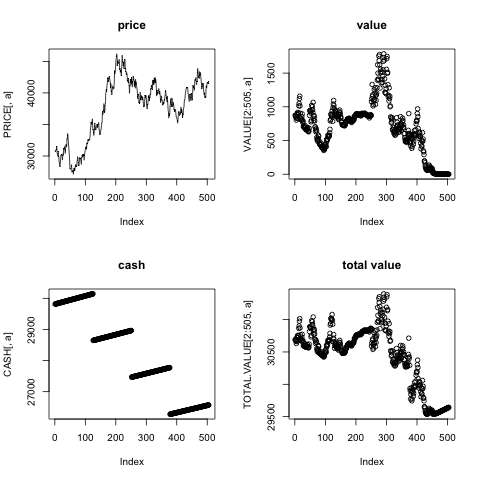 price
PRICE[, a]
30000 40000
0 100 200 300 400 500
Index
value
VALUE[2:505, a]
0 500 1000 1500
0 100 200 300 400 500
Index
cash
CASH[, a]
27000 29000
0 100 200 300 400 500
Index
total value
TOTAL.VALUE[2:505, a]
29500 30500
0 100 200 300 400 500
Index